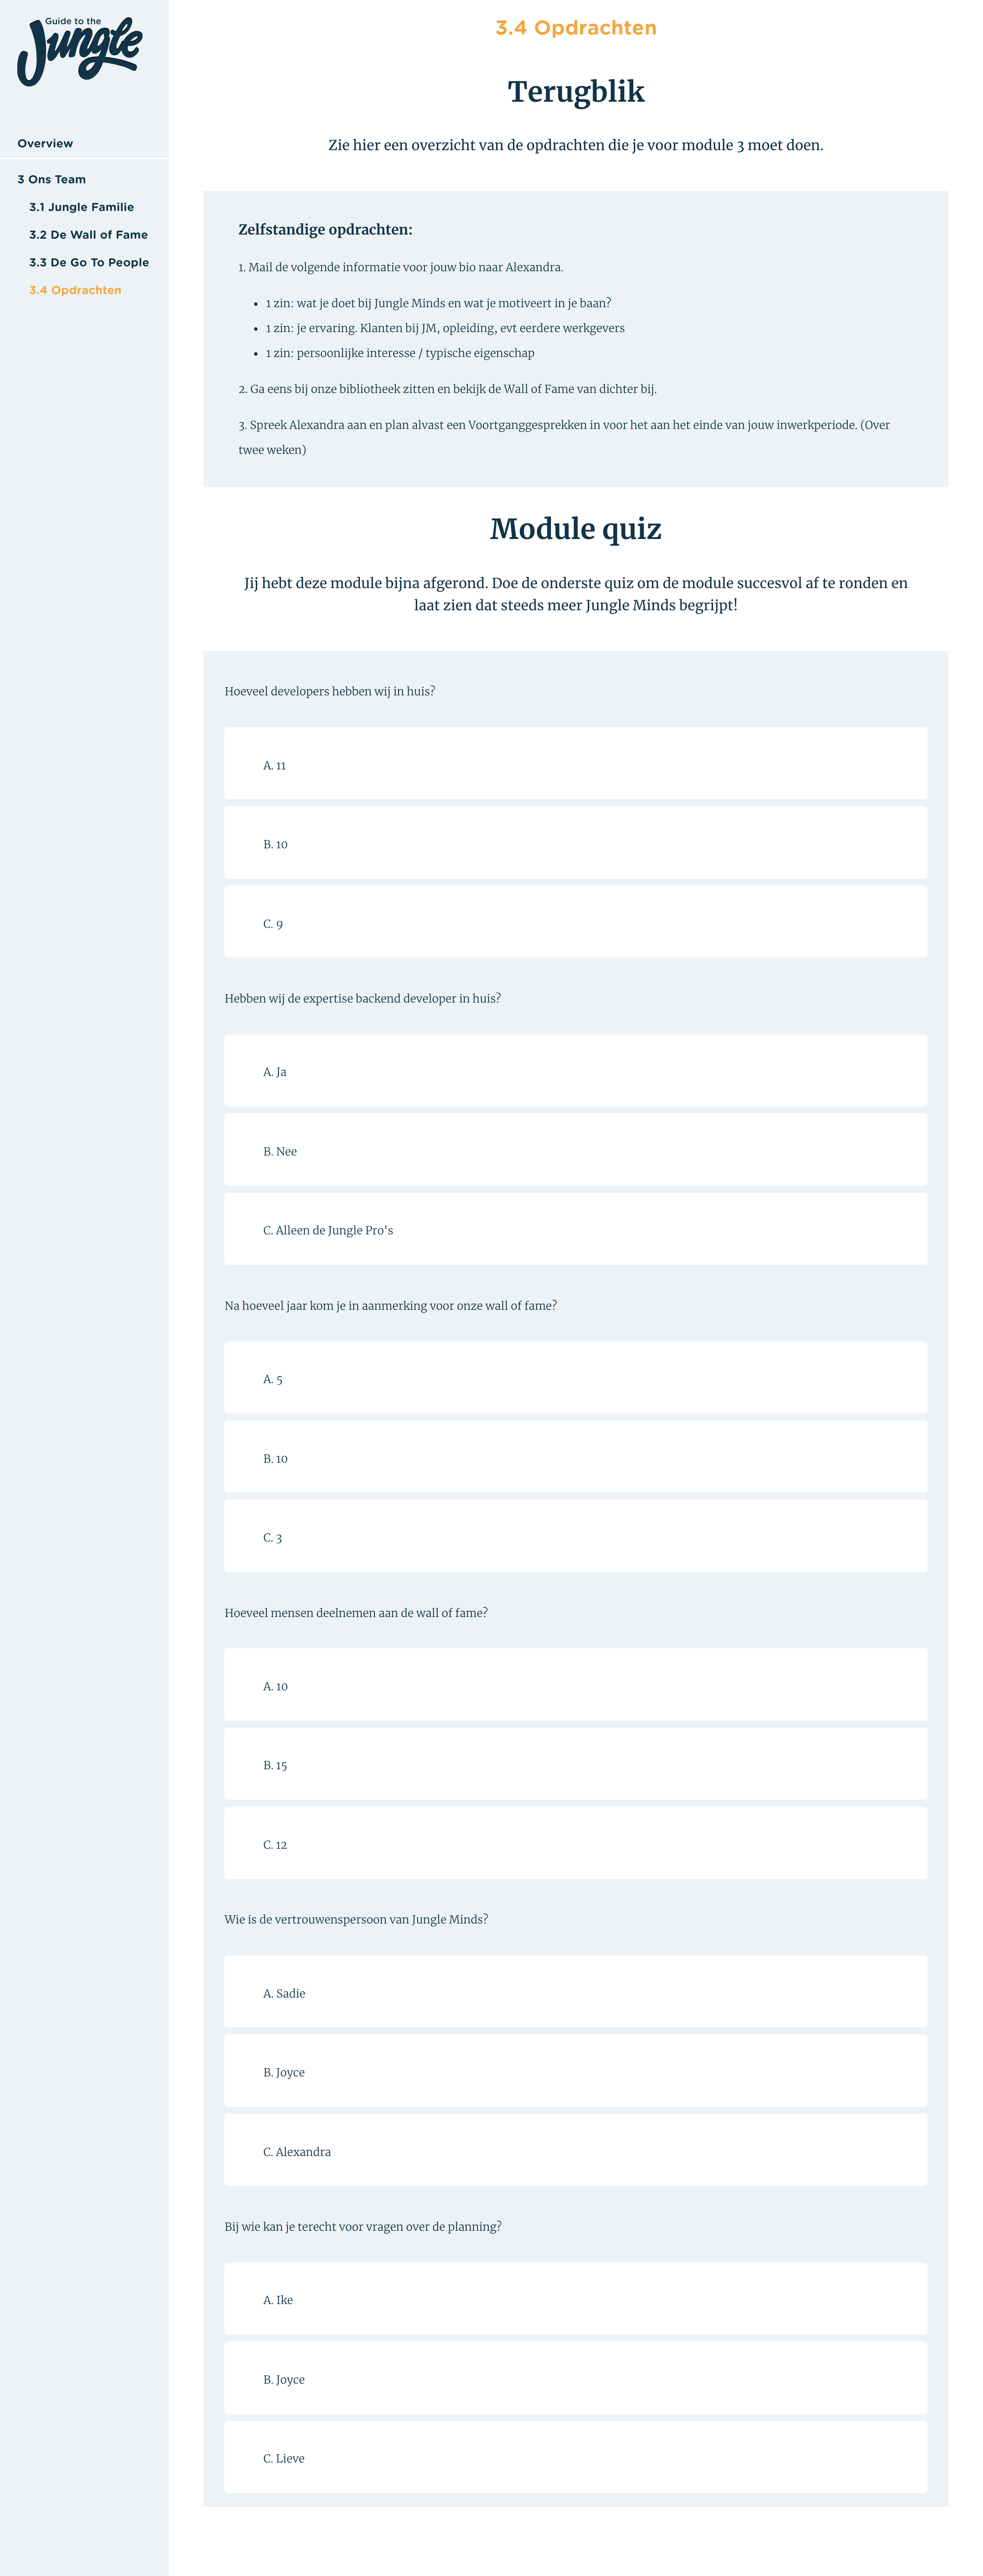 Guide to the
Jungle
Overview
3 Ons Team
3.1 Jungle Familie
3.2 De Wall of Fame
3.3 De Go To People
3.4 Opdrachten
3.4 Opdrachten
Terugblik
Zie hier een overzicht van de opdrachten die je voor module 3 moet doen.
Zelfstandige opdrachten:
1. Mail de volgende informatie voor jouw bio naar Alexandra.
• 1 zin: wat je doet bij Jungle Minds en wat je motiveert in je baan?
• 1 zin: je ervaring. Klanten bij JM, opleiding, evt eerdere werkgevers
• 1 zin: persoonlijke interesse / typische eigenschap
2. Ga eens bij onze bibliotheek zitten en bekijk de Wall of Fame van dichter bij.
3. Spreek Alexandra aan en plan alvast een Voortganggesprekken in voor het aan het einde van jouw inwerkperiode. (Over
twee weken)
Module quiz
Jij hebt deze module bijna afgerond. Doe de onderste quiz om de module succesvol af te ronden en
laat zien dat steeds meer Jungle Minds begrijpt!
Hoeveel developers hebben wij in huis?
A. 11
B. 10
C. 9
Hebben wij de expertise backend developer in huis?
A. Ja
B. Nee
C. Alleen de Jungle Pro's
Na hoeveel jaar kom je in aanmerking voor onze wall of fame?
A. 5
B. 10
C. 3
Hoeveel mensen deelnemen aan de wall of fame?
A. 10
B. 15
C. 12
Wie is de vertrouwenspersoon van Jungle Minds?
A. Sadie
B. Joyce
C. Alexandra
Bij wie kan je terecht voor vragen over de planning?
A. Ike
B. Joyce
C. Lieve